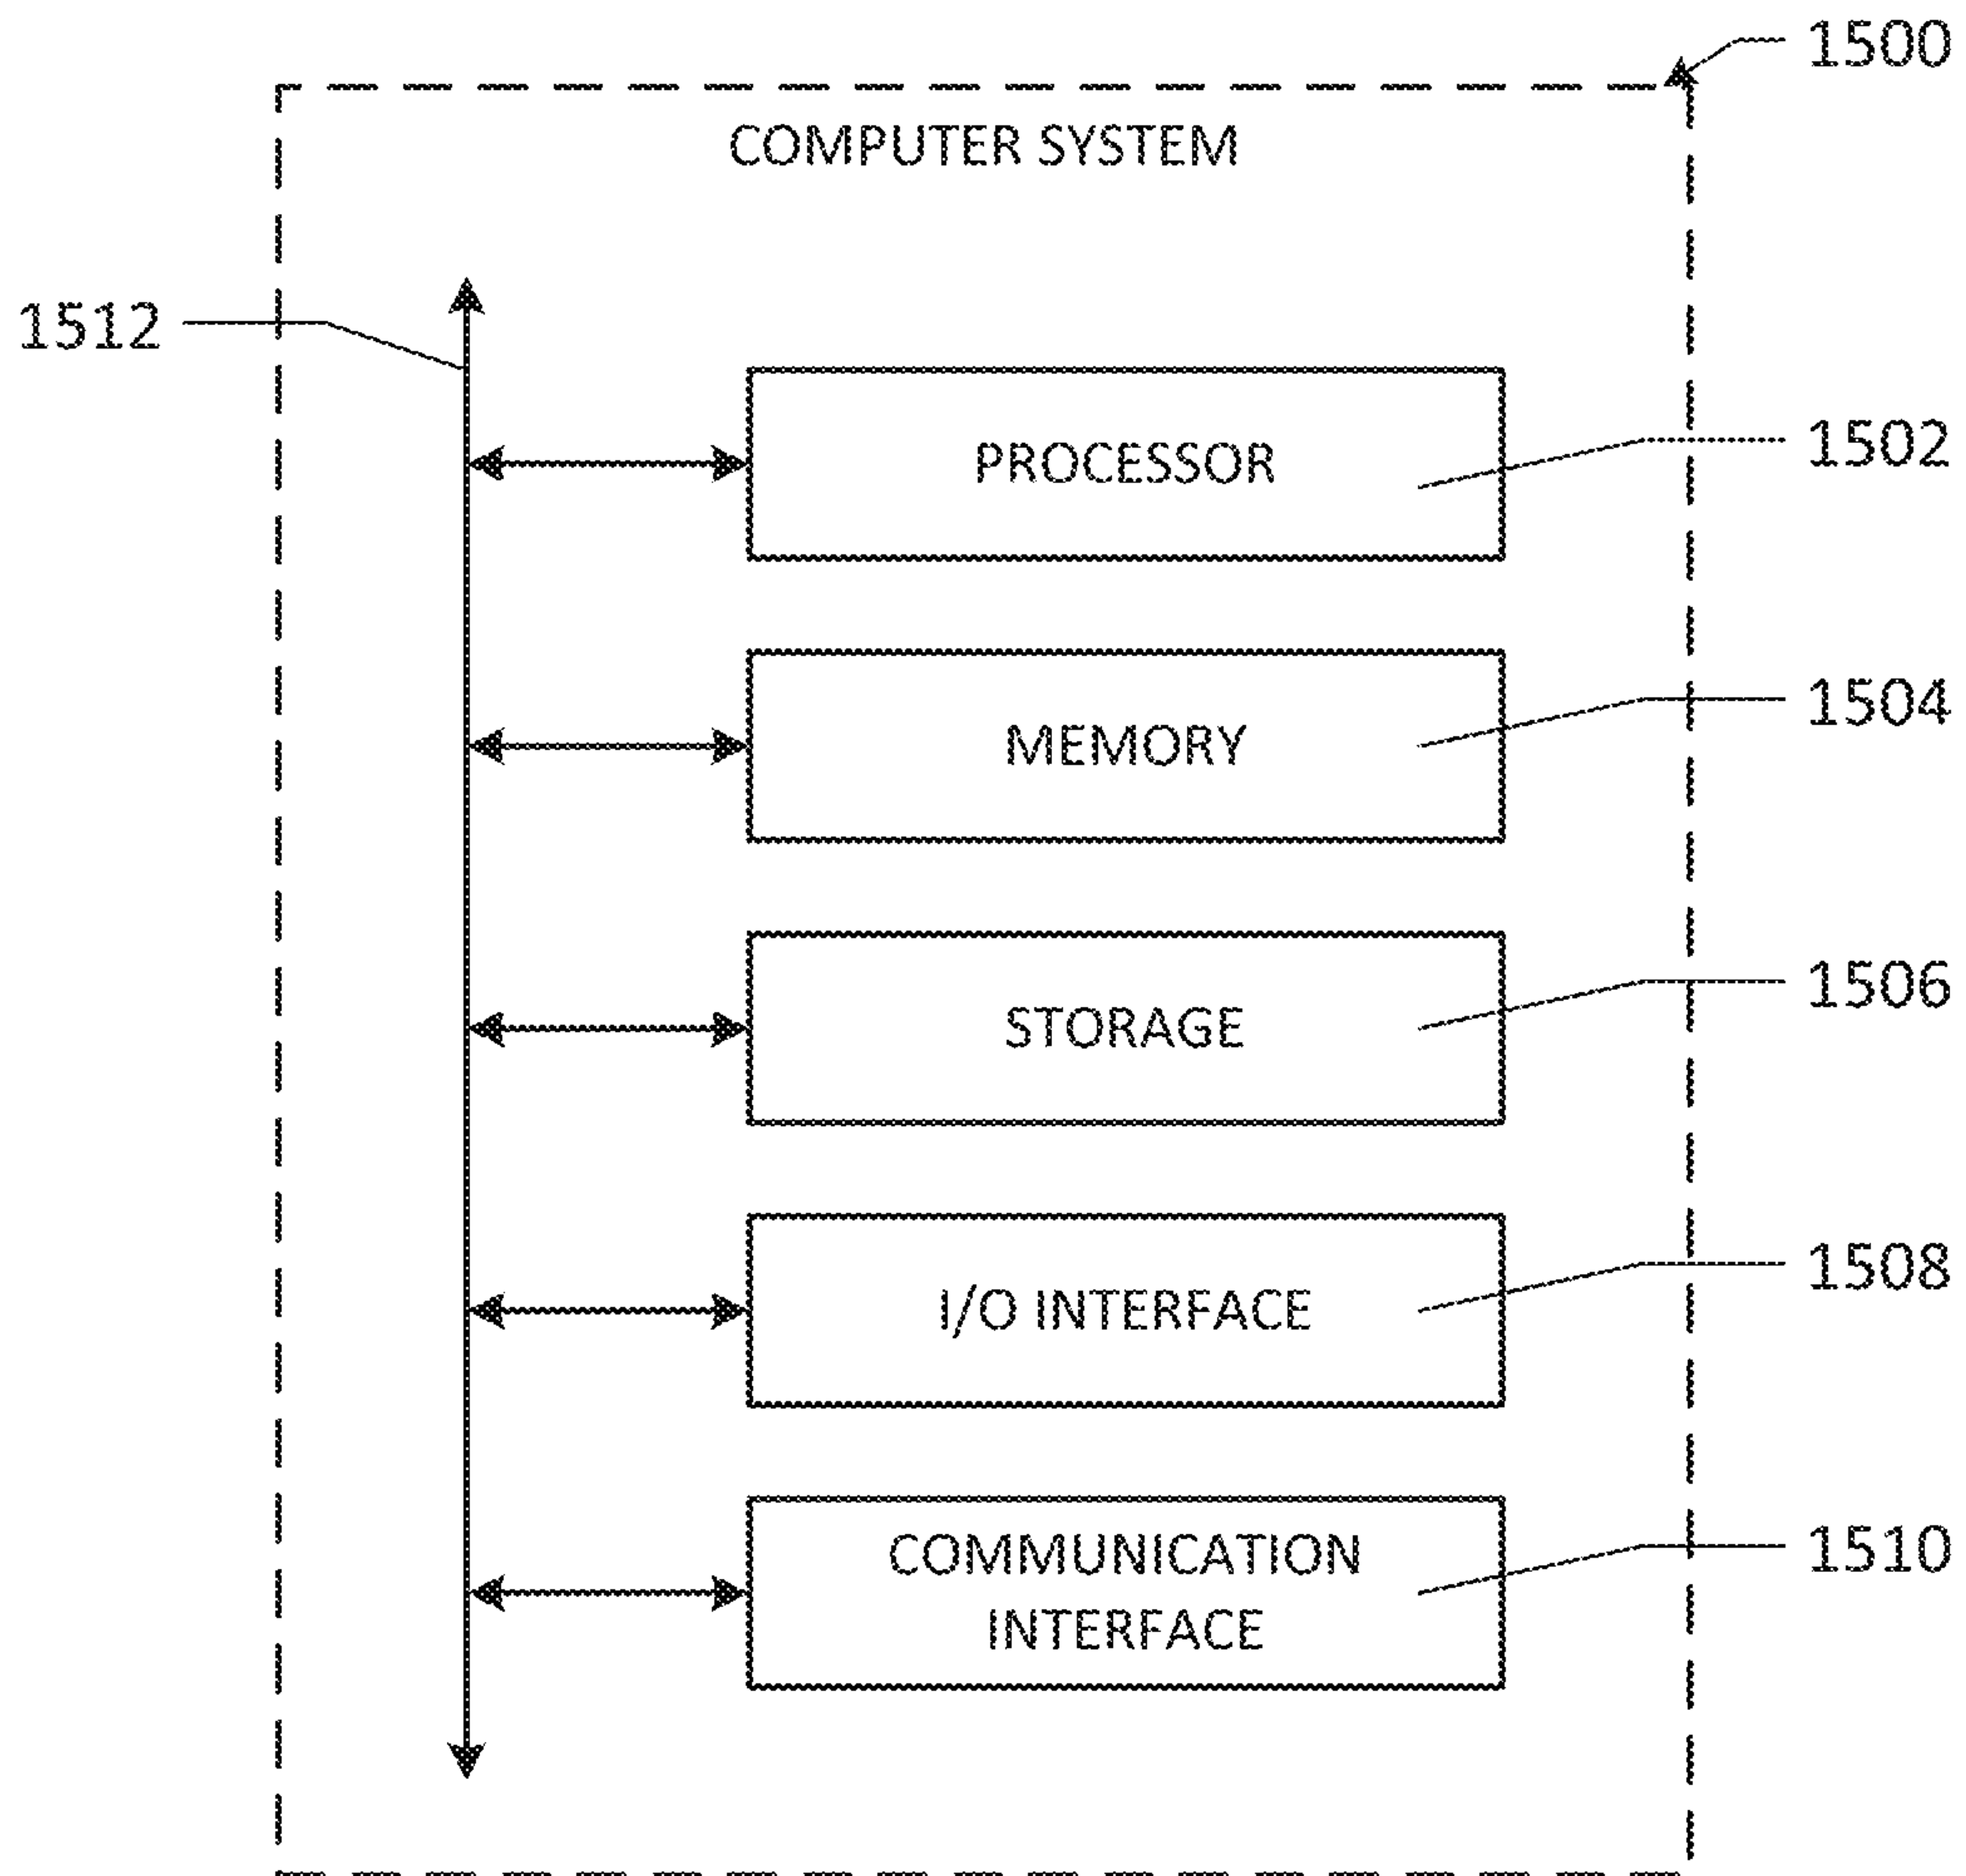 1500
COMPUTER SYSTEM
1512
PROCESSOR
1502
MEMORY
1504
STORAGE
1506
I/O INTERFACE
1508
COMMUNICATION
INTERFACE
1510